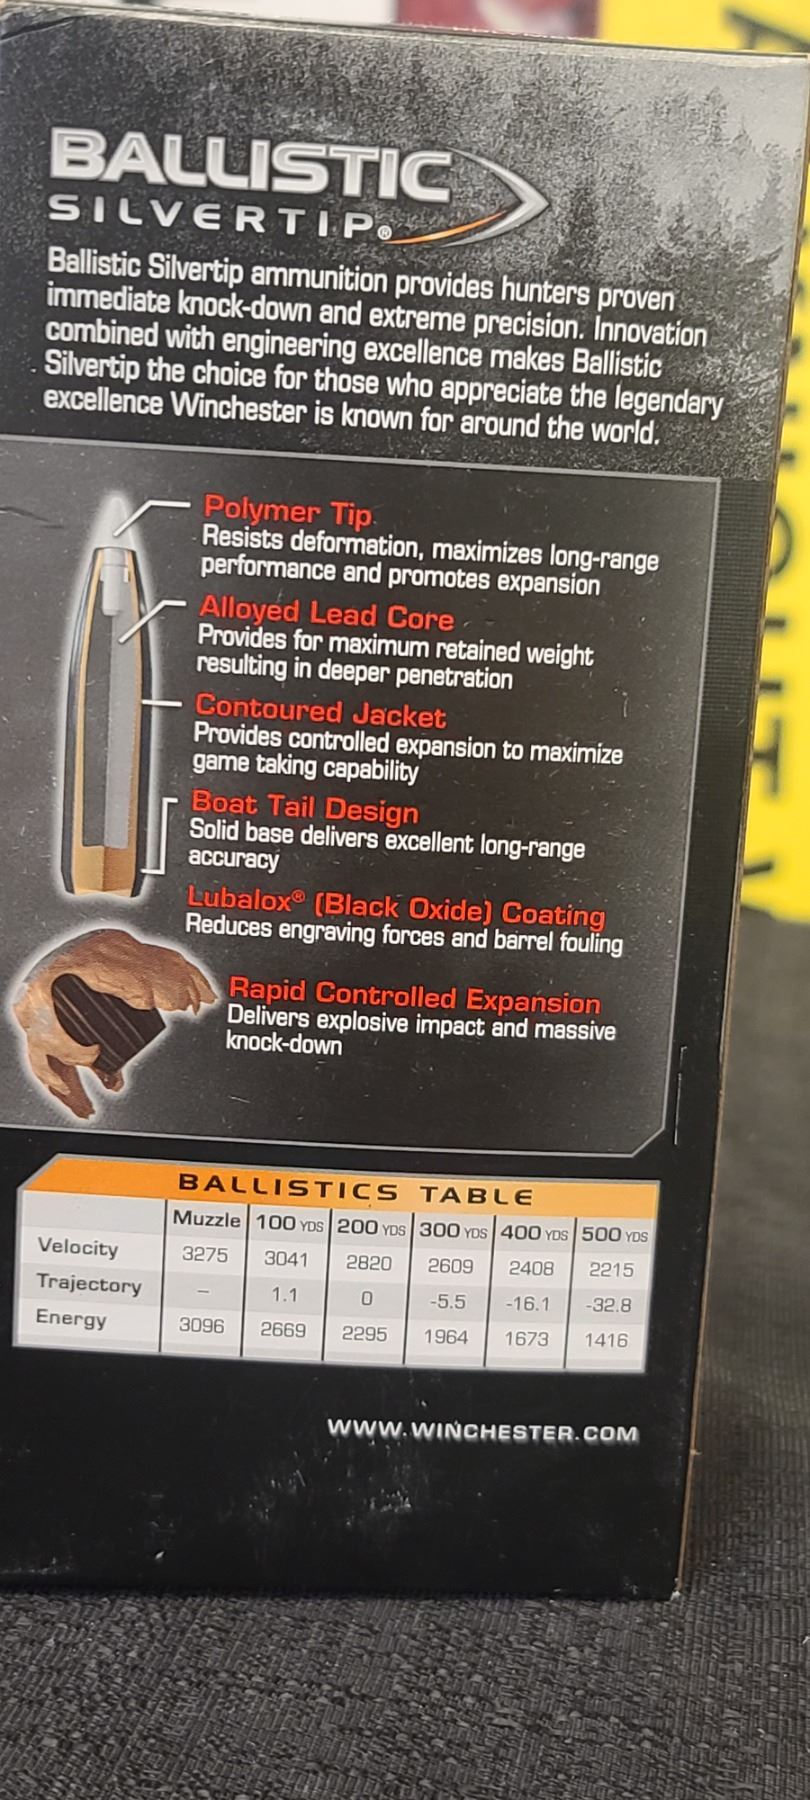 BALLISTIC
SILVERTIP®
Ballistic Silvertip ammunition provides hunters proven
immediate knock-down and extreme precision. Innovation
combined with engineering excellence makes Ballistic
Silvertip the choice for those who appreciate the legendary
excellence Winchester is known for around the world.
Polymer Tip
Resists deformation, maximizes long-range
performance and promotes expansion
Alloyed Lead Core
Provides for maximum retained weight
resulting in deeper penetration
Contoured Jacket
Provides controlled expansion to maximize
game taking capability
Boat Tail Design
Solid base delivers excellent long-range
accuracy
Lubalox® (Black Oxide) Coating
Reduces engraving forces and barrel fouling
Rapid Controlled Expansion
Delivers explosive impact and massive
knock-down
BALLISTICS TABLE
Muzzle 100 YDS 200 YDS 300 YDS 400 YDS 500 YDS
Velocity 3275 3041 2820 2609 2408 2215
Trajectory – 1.1 0 -5.5 -16.1 -32.8
Energy 3096 2669 2295 1964 1673 1416
WWW.WINCHESTER.COM